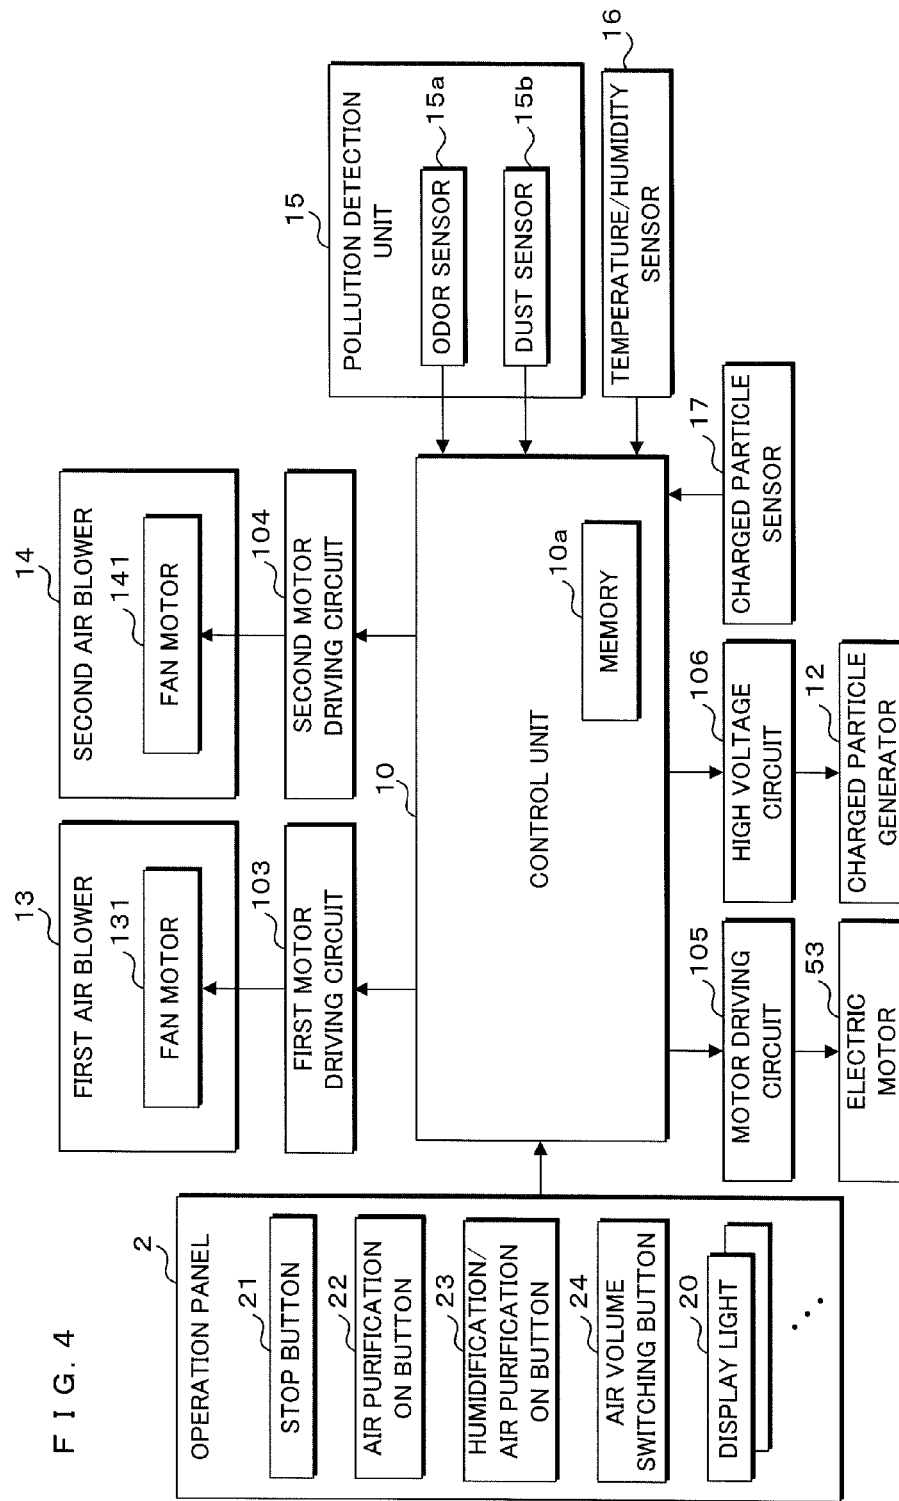 FIG. 4
2
OPERATION PANEL
21
STOP BUTTON
22
AIR PURIFICATION
ON BUTTON
23
HUMIDIFICATION/
AIR PURIFICATION
ON BUTTON
24
AIR VOLUME
SWITCHING BUTTON
20
DISPLAY LIGHT
13
FIRST AIR BLOWER
131
FAN MOTOR
103
FIRST MOTOR
DRIVING CIRCUIT
14
SECOND AIR BLOWER
141
FAN MOTOR
104
SECOND MOTOR
DRIVING CIRCUIT
10
CONTROL UNIT
10a
MEMORY
105
MOTOR DRIVING
CIRCUIT
53
ELECTRIC
MOTOR
106
HIGH VOLTAGE
CIRCUIT
12
CHARGED PARTICLE
GENERATOR
17
CHARGED PARTICLE
SENSOR
15
POLLUTION DETECTION
UNIT
15a
ODOR SENSOR
15b
DUST SENSOR
16
TEMPERATURE/HUMIDITY
SENSOR